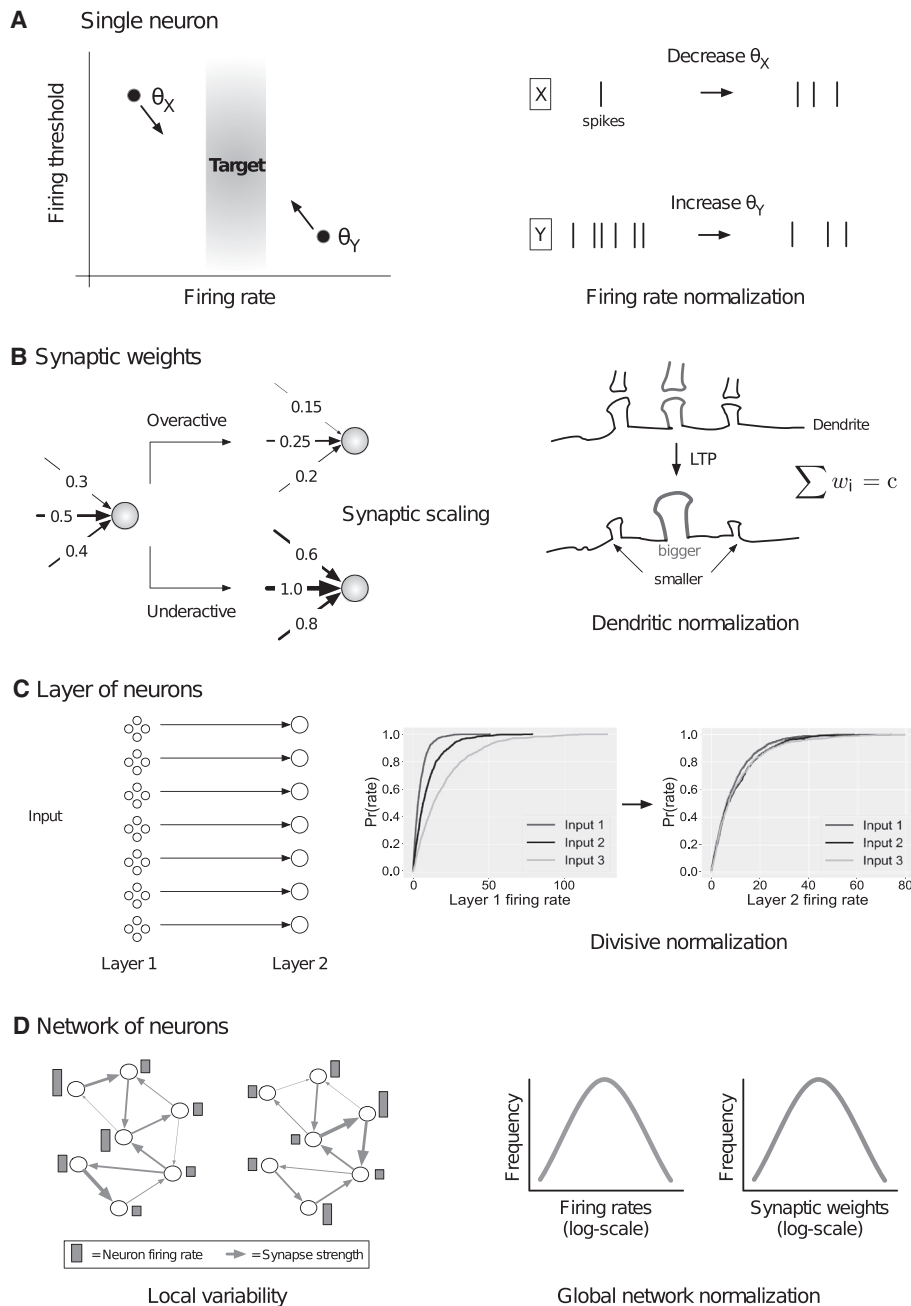 A Single neuron
Firing threshold
θX
Target
θY
Firing rate
Decrease θX
X
spikes
Increase θY
Y
Firing rate normalization
B Synaptic weights
Overactive
0.3
0.5
0.4
Underactive
0.15
0.25
0.2
Synaptic scaling
0.6
1.0
0.8
Dendrite
LTP
∑ wi = c
bigger
smaller
Dendritic normalization
C Layer of neurons
Input
Layer 1
Layer 2
Pr(rate)
1.0
0.8
0.6
0.4
0.2
0.0
Input 1
Input 2
Input 3
0 50 100
Layer 1 firing rate
Pr(rate)
1.0
0.8
0.6
0.4
0.2
0.0
Input 1
Input 2
Input 3
0 20 40 60 80
Layer 2 firing rate
Divisive normalization
D Network of neurons
=Neuron firing rate =Synapse strength
Local variability
Frequency
Firing rates
(log-scale)
Frequency
Synaptic weights
(log-scale)
Global network normalization